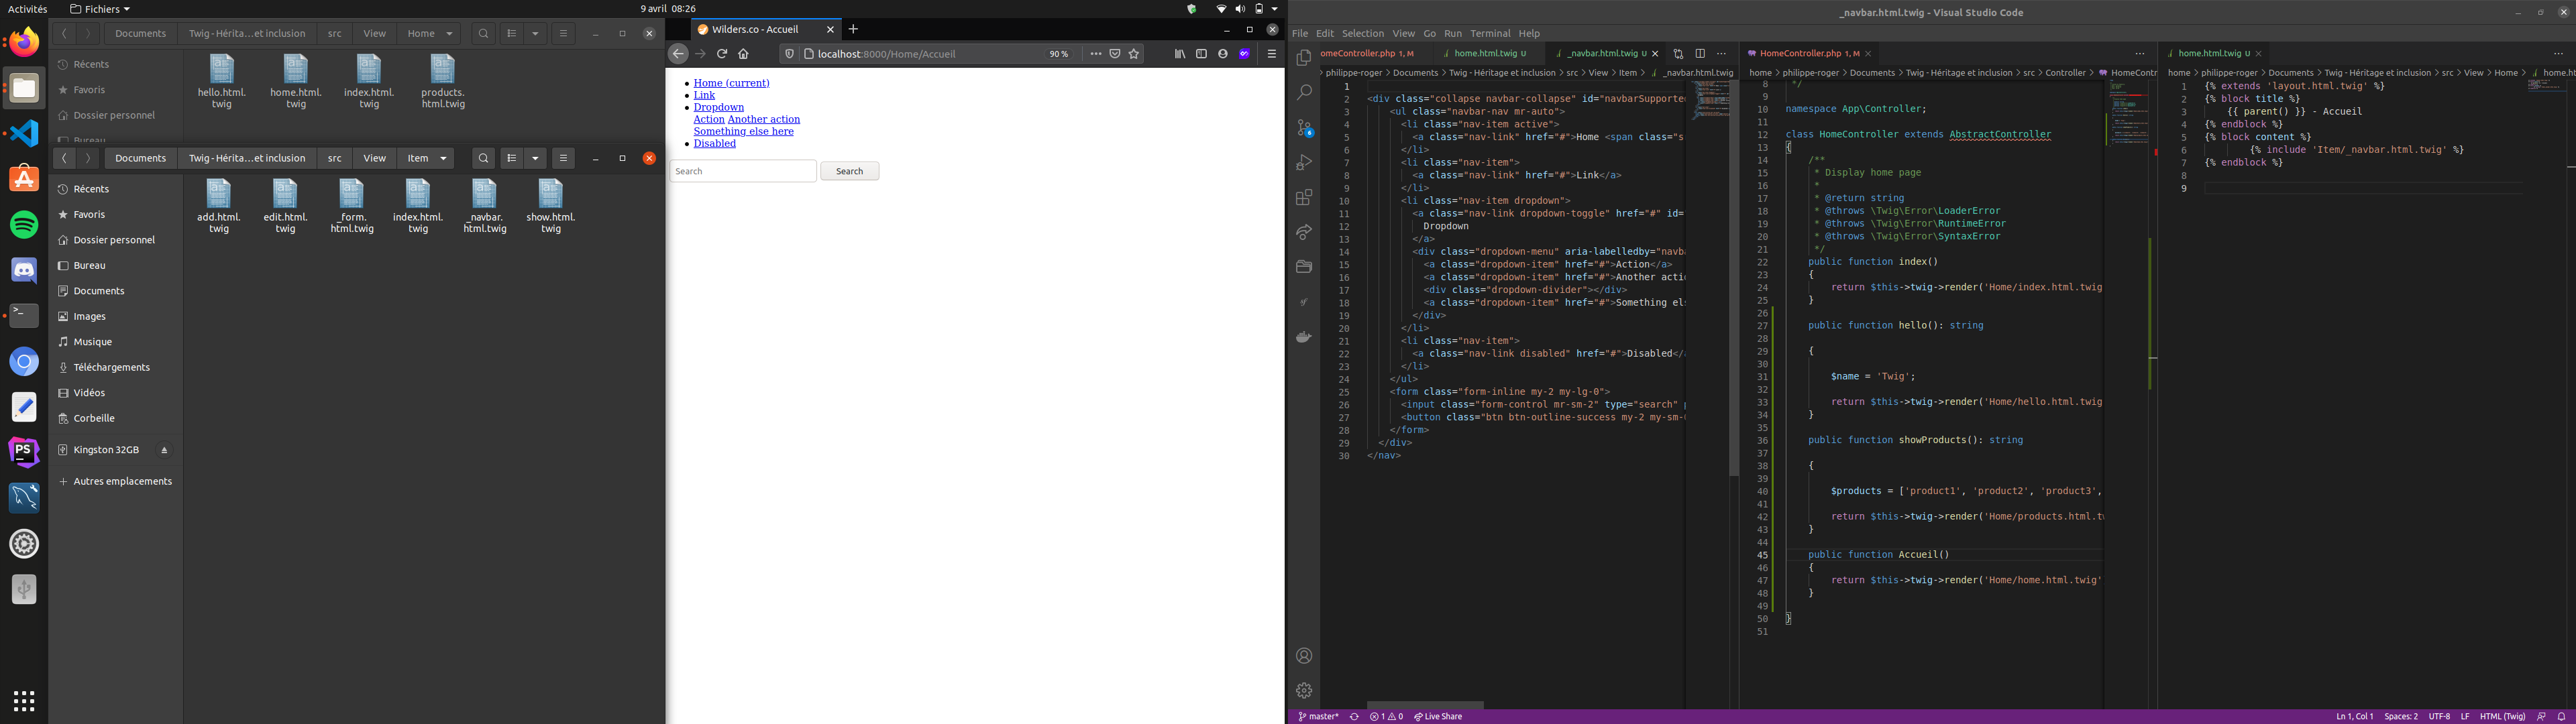 Activités
Fichiers
9 avril 08:26
Documents
Twig-Hérita…et inclusion
src
Home
Récents
Favoris
Dossier personnel
Bureau
hello.html.
twig
home.html.
twig
index.html.
twig
products.
html.twig
Documents
Twig-Hérita…et inclusion
src
View
Item
Récents
Favoris
Dossier personnel
Bureau
Documents
Images
Musique
Téléchargements
Vidéos
Corbeille
Kingston 32GB
Autres emplacements
add.html.
twig
edit.html.
twig
_form.
html.twig
index.html.
twig
_navbar.
html.twig
show.html.
twig
Wilders.co - Accueil
localhost:8000/Home/Accueil
90 %
Home (current)
Link
Dropdown
Action Another action
Something else here
Disabled
Search
Search
_navbar.html.twig - Visual Studio Code
File Edit Selection View Go Run Terminal Help
omeController.php 1, M
home.html.twig U
_navbar.html.twig U
philippe-roger > Documents > Twig - Héritage et inclusion > src > View > Item > _navbar.html.twig
1
2 <div class="collapse navbar-collapse" id="navbarSupporte
3 <ul class="navbar-nav mr-auto">
4 <li class="nav-item active">
5 <a class="nav-link" href="#">Home <span class="s
6 </li>
7 <li class="nav-item">
8 <a class="nav-link" href="#">Link</a>
9 </li>
10 <li class="nav-item dropdown">
11 <a class="nav-link dropdown-toggle" href="#" id=
12 Dropdown
13 </a>
14 <div class="dropdown-menu" aria-labelledby="navba
15 <a class="dropdown-item" href="#">Action</a>
16 <a class="dropdown-item" href="#">Another actio
17 <div class="dropdown-divider"></div>
18 <a class="dropdown-item" href="#">Something els
19 </div>
20 </li>
21 <li class="nav-item">
22 <a class="nav-link disabled" href="#">Disabled</
23 </li>
24 </ul>
25 <form class="form-inline my-2 my-lg-0">
26 <input class="form-control mr-sm-2" type="search" p
27 <button class="btn btn-outline-success my-2 my-sm-0
28 </form>
29 </div>
30 </nav>
HomeController.php 1, M
home > philippe-roger > Documents > Twig - Héritage et inclusion > src > Controller > HomeContr
8 */
9
10 namespace App\Controller;
11
12 class HomeController extends AbstractController
13 {
14 /**
15 * Display home page
16 *
17 * @return string
18 * @throws \Twig\Error\LoaderError
19 * @throws \Twig\Error\RuntimeError
20 * @throws \Twig\Error\SyntaxError
21 */
22 public function index()
23 {
24 return $this->twig->render('Home/index.html.twig
25 }
26
27 public function hello(): string
28
29 {
30
31 $name = 'Twig';
32
33 return $this->twig->render('Home/hello.html.twig
34 }
35
36 public function showProducts(): string
37
38 {
39
40 $products = ['product1', 'product2', 'product3',
41
42 return $this->twig->render('Home/products.html.tw
43 }
44
45 public function Accueil()
46 {
47 return $this->twig->render('Home/home.html.twig'
48 }
49
50 }
51
home.html.twig U
home > philippe-roger > Documents > Twig - Héritage et inclusion > src > View > Home > home.ht
1 {% extends 'layout.html.twig' %}
2 {% block title %}
3 {{ parent() }} - Accueil
4 {% endblock %}
5 {% block content %}
6 {% include 'Item/_navbar.html.twig' %}
7 {% endblock %}
8
9
master*
1 0
Live Share
Ln 1, Col 1
Spaces: 2
UTF-8
LF
HTML (Twig)